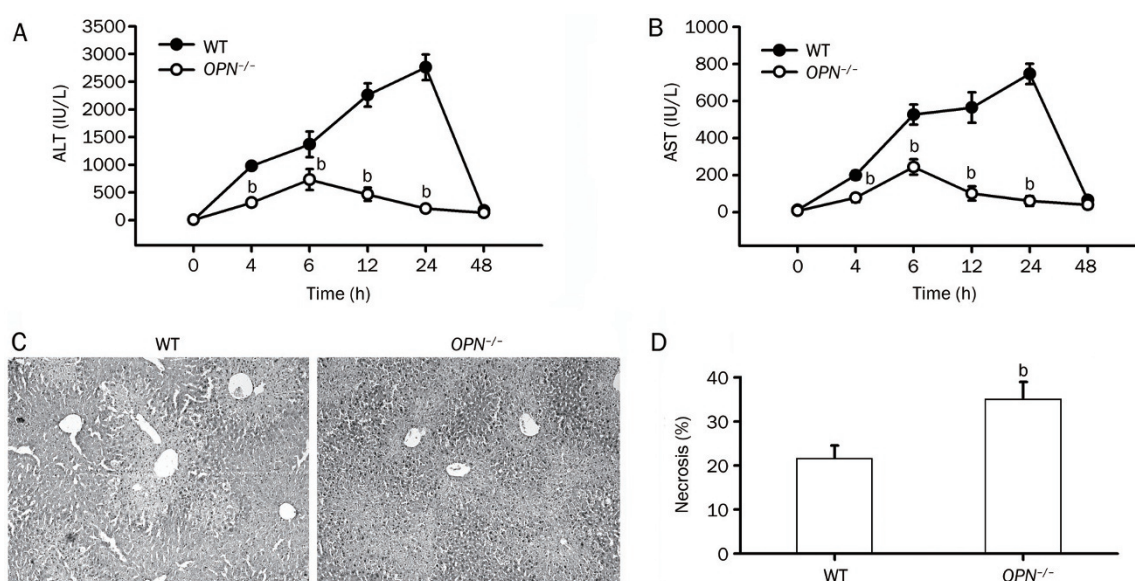 A
WT
OPN−/−
ALT (IU/L)
3500
3000
2500
2000
1500
1000
500
0
b
b
b
b
0 4 6 12 24 48
Time (h)
B
WT
OPN−/−
AST (IU/L)
1000
800
600
400
200
0
b
b
b
b
0 4 6 12 24 48
Time (h)
C
WT OPN−/−
D
Necrosis (%)
40
30
20
10
0
b
WT OPN−/−